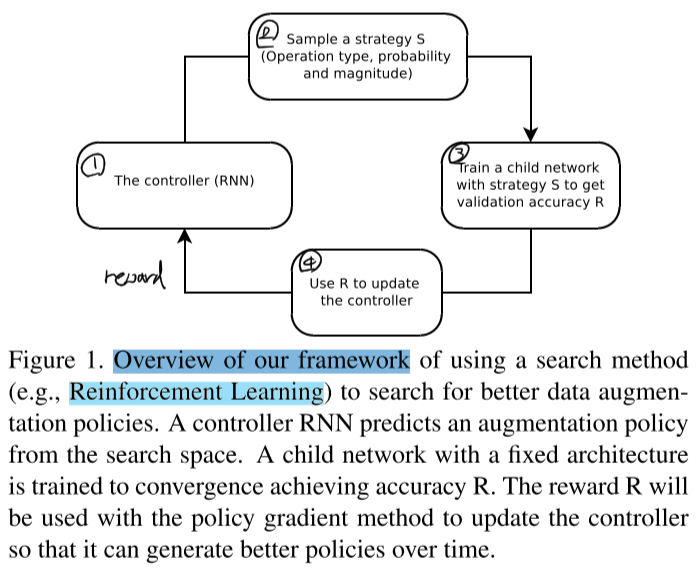 ②
Sample a strategy S
(Operation type, probability
and magnitude)
①
The controller (RNN)
③
Train a child network
with strategy S to get
validation accuracy R
④
Use R to update
the controller
reward
Figure 1. Overview of our framework of using a search method
(e.g., Reinforcement Learning) to search for better data augmen-
tation policies. A controller RNN predicts an augmentation policy
from the search space. A child network with a fixed architecture
is trained to convergence achieving accuracy R. The reward R will
be used with the policy gradient method to update the controller
so that it can generate better policies over time.